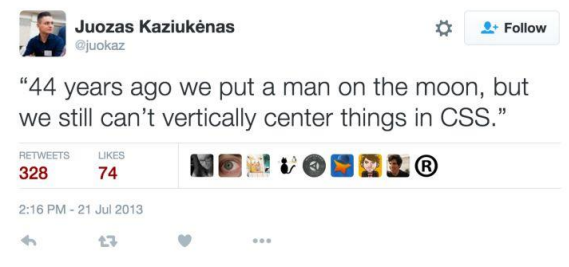 Juozas Kaziukėnas
@juokaz
Follow
“44 years ago we put a man on the moon, but
we still can’t vertically center things in CSS.”
RETWEETS LIKES
328 74
®
2:16 PM - 21 Jul 2013